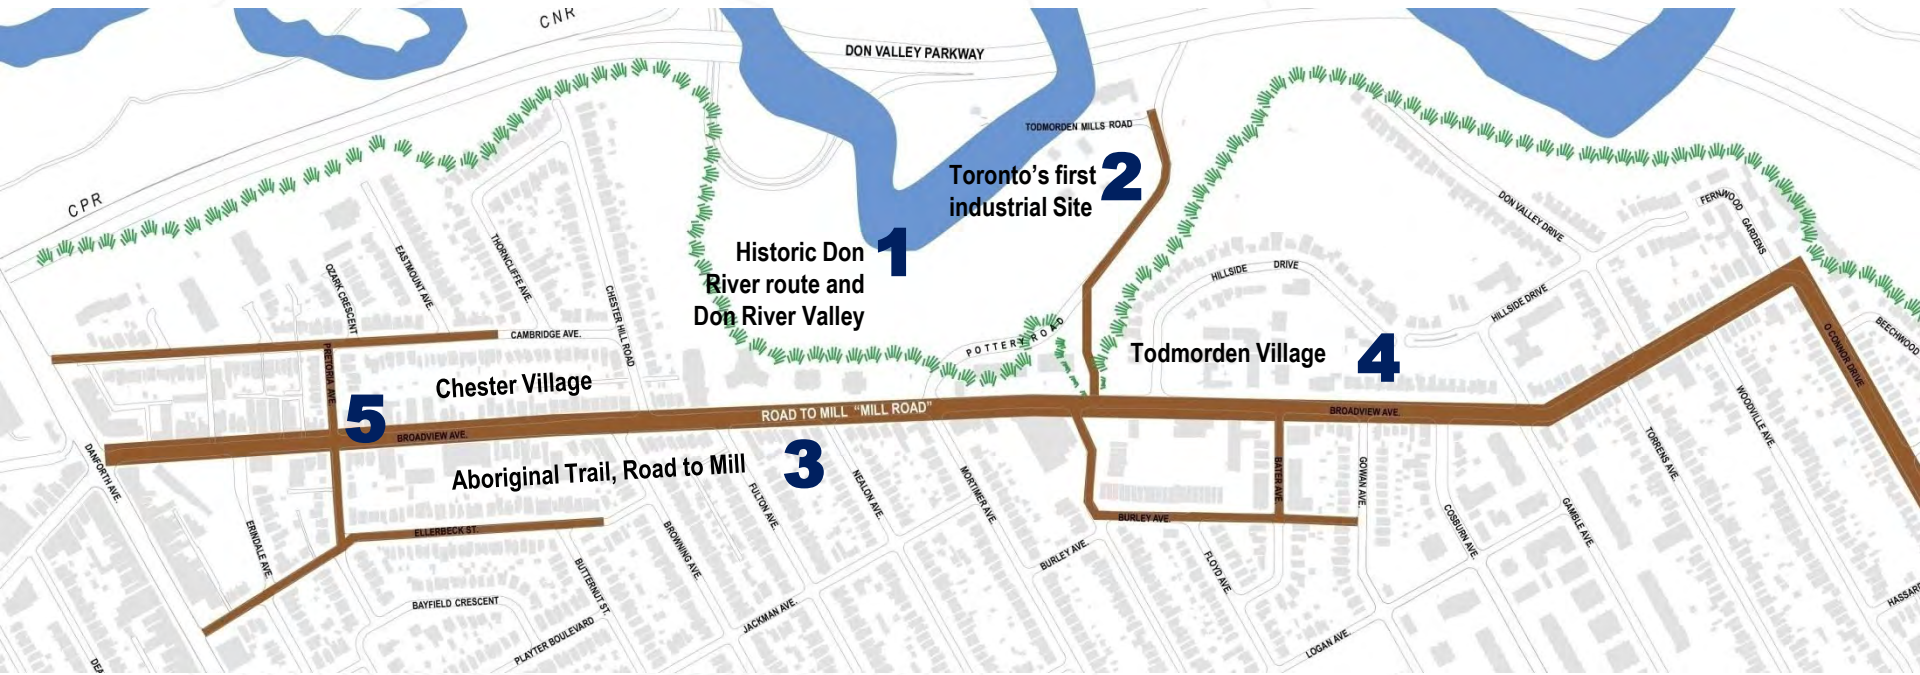 CNR
DON VALLEY PARKWAY
CPR
TODMORDEN MILLS ROAD
Toronto's first
industrial Site
2
1
Historic Don
River route and
Don River Valley
DON VALLEY DRIVE
FERNWOOD
GARDENS
HILLSIDE DRIVE
HILLSIDE DRIVE
OZARK CRESCENT
EASTMOUNT AVE.
THORNCLIFFE AVE.
CHESTER HILL ROAD
CAMBRIDGE AVE.
POTTERY ROAD
BEECHWOOD
O CONNOR DRIVE
PRETORIA AVE.
Chester Village
Todmorden Village
4
5
ROAD TO MILL “MILL ROAD”
BROADVIEW AVE.
BROADVIEW AVE.
Aboriginal Trail, Road to Mill
3
DANFORTH AVE.
ERINDALE AVE.
ELLERBECK ST.
FULTON AVE.
NEALON AVE.
MORTIMER AVE.
BROWNING AVE.
BURLEY AVE.
BURLEY AVE.
BATER AVE.
GOWAN AVE.
COSBURN AVE.
GAMBLE AVE.
TORRENS AVE.
WOODVILLE AVE.
BUTTERNUT ST.
FLOYD AVE.
BAYFIELD CRESCENT
JACKMAN AVE.
PLAYTER BOULEVARD
LOGAN AVE.
HASSARD
DEA